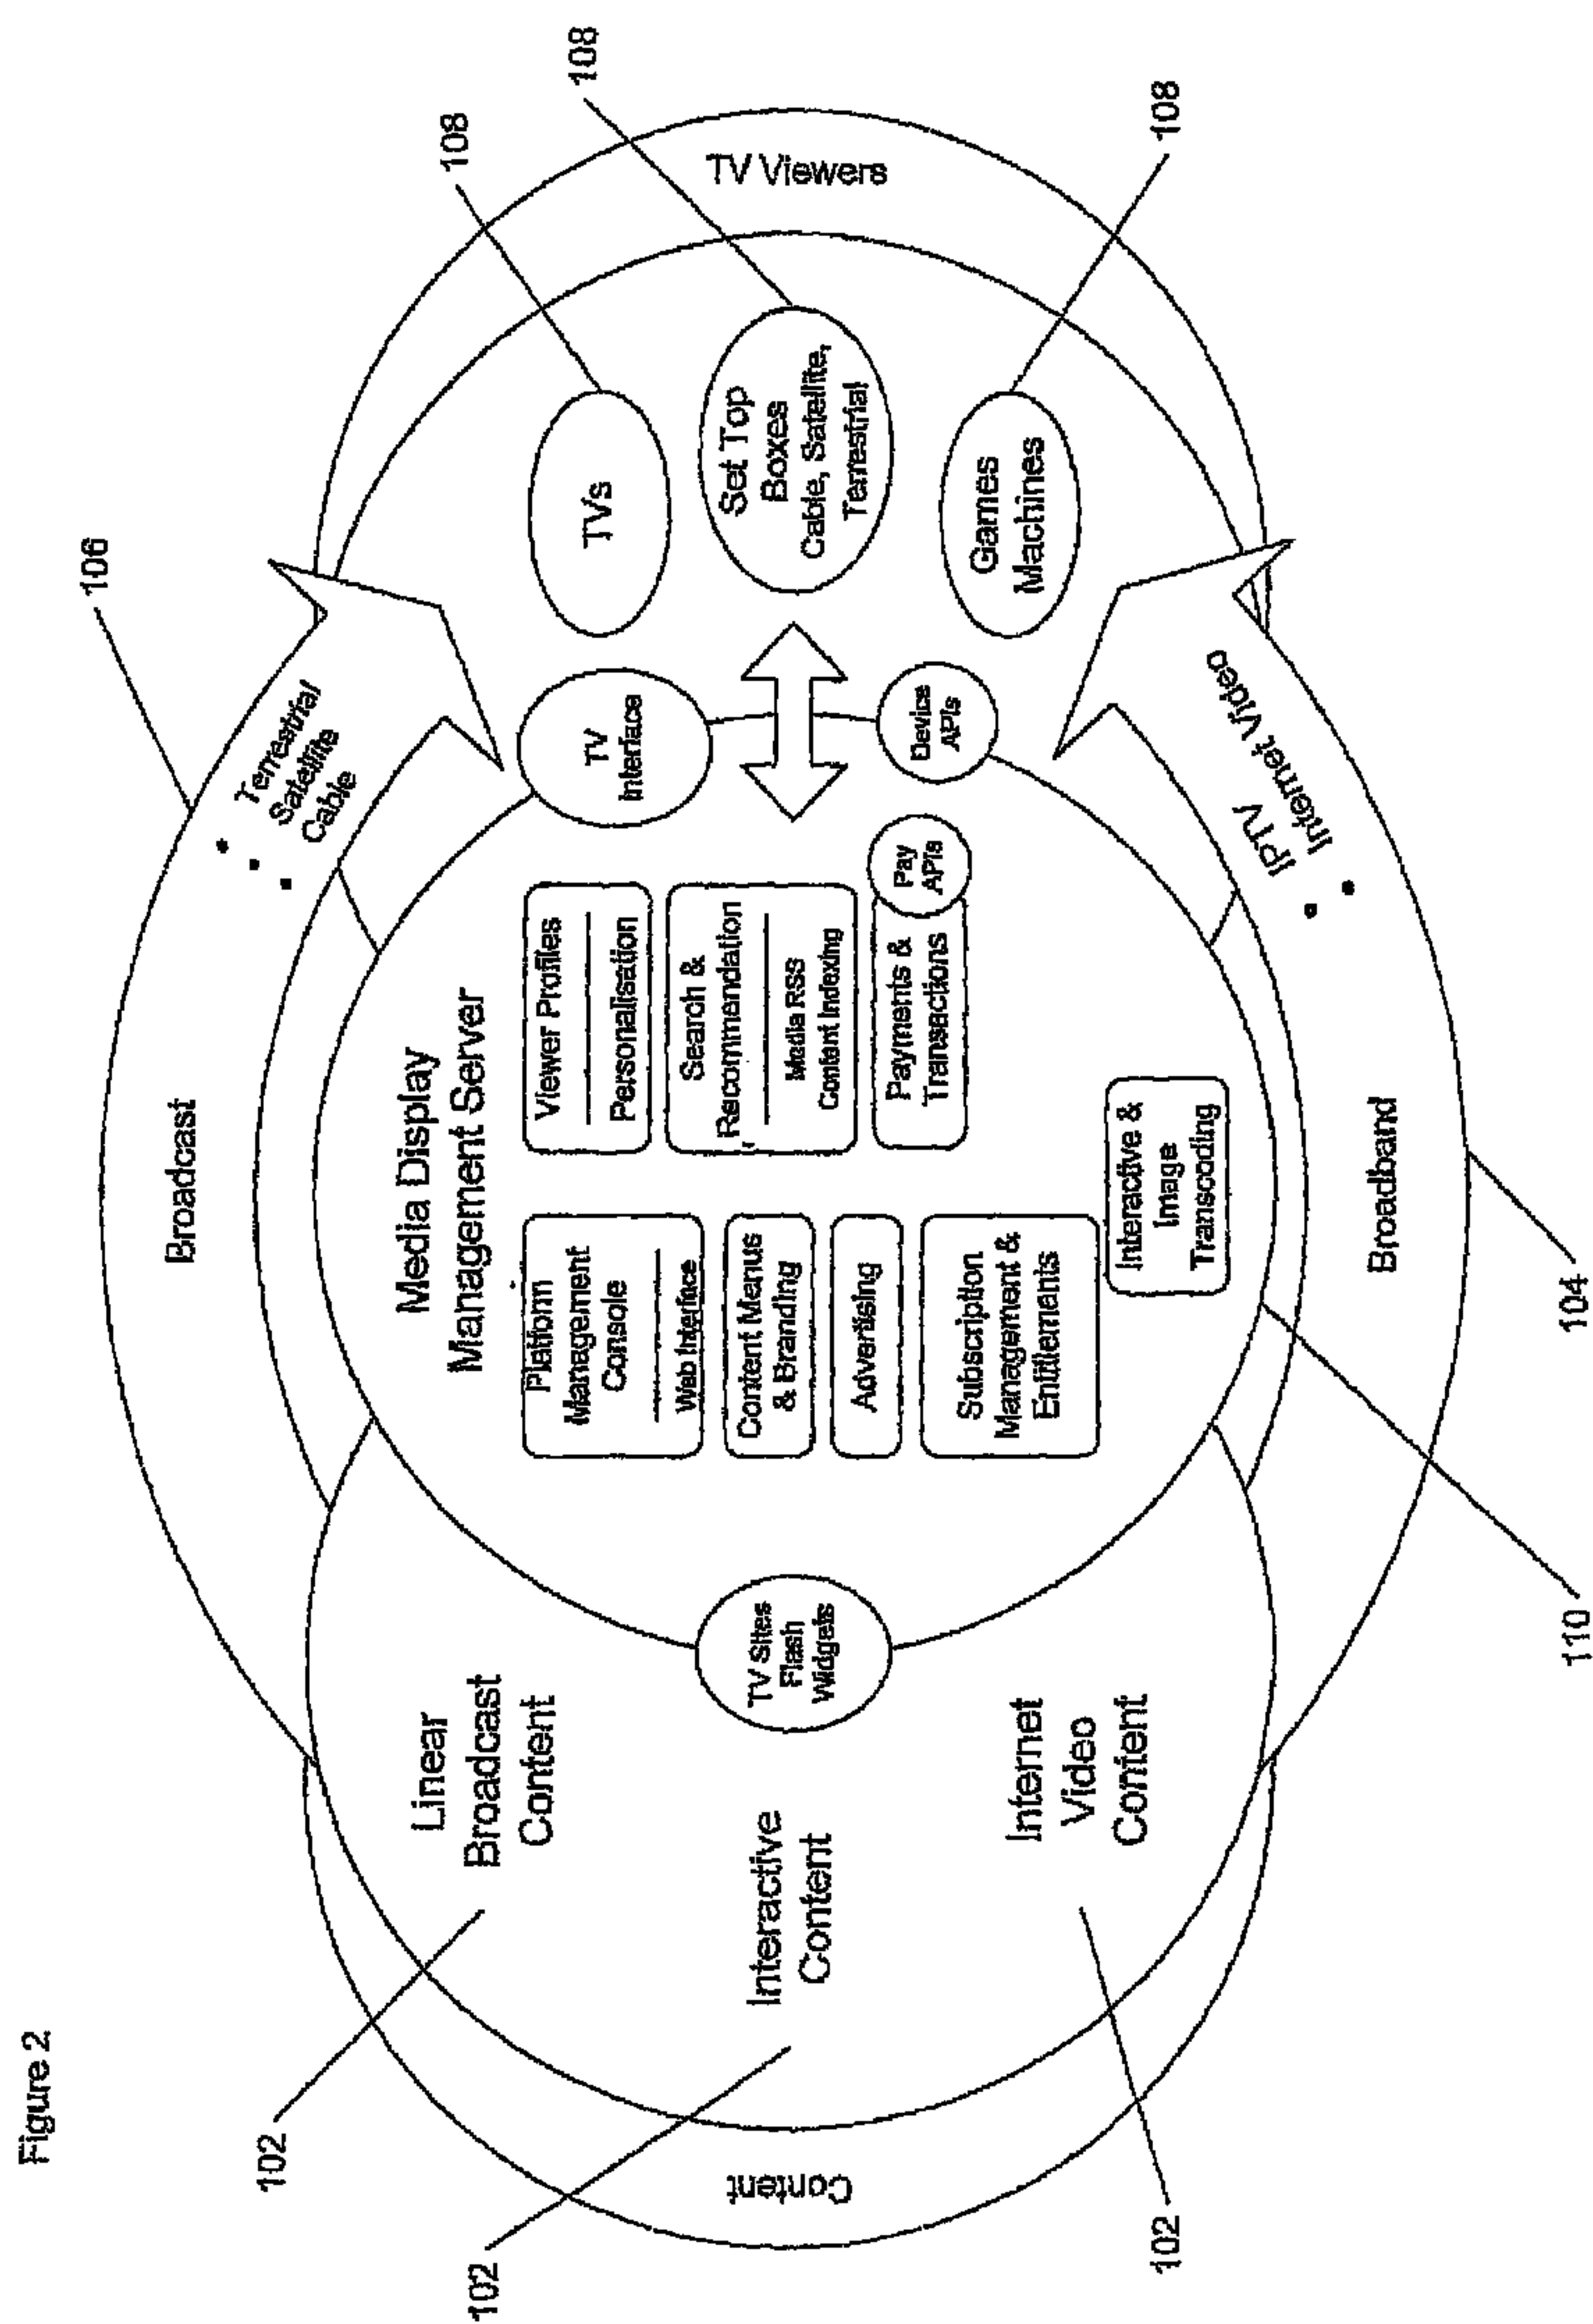 Figure 2
106
108
108
108
Broadcast
Terrestrial
Satellite
Cable
TV Viewers
Media Display
Management Server
Linear
Broadcast
Content
Interactive
Content
Internet
Video
Content
Content
102
102
102
TV Sites
Flash
Widgets
Platform
Management
Console
Web Interface
Content Menus
& Branding
Advertising
Subscription
Management &
Entitlements
Viewer Profiles
Personalisation
Search &
Recommendation
Media RSS
Content Indexing
Payments &
Transactions
Pay
APIs
Interactive &
Image
Transcoding
TV
Interface
Device
APIs
TVs
Set Top
Boxes
Cable, Satellite,
Terrestrial
Games
Machines
IPTV
Internet Video
Broadband
110
104